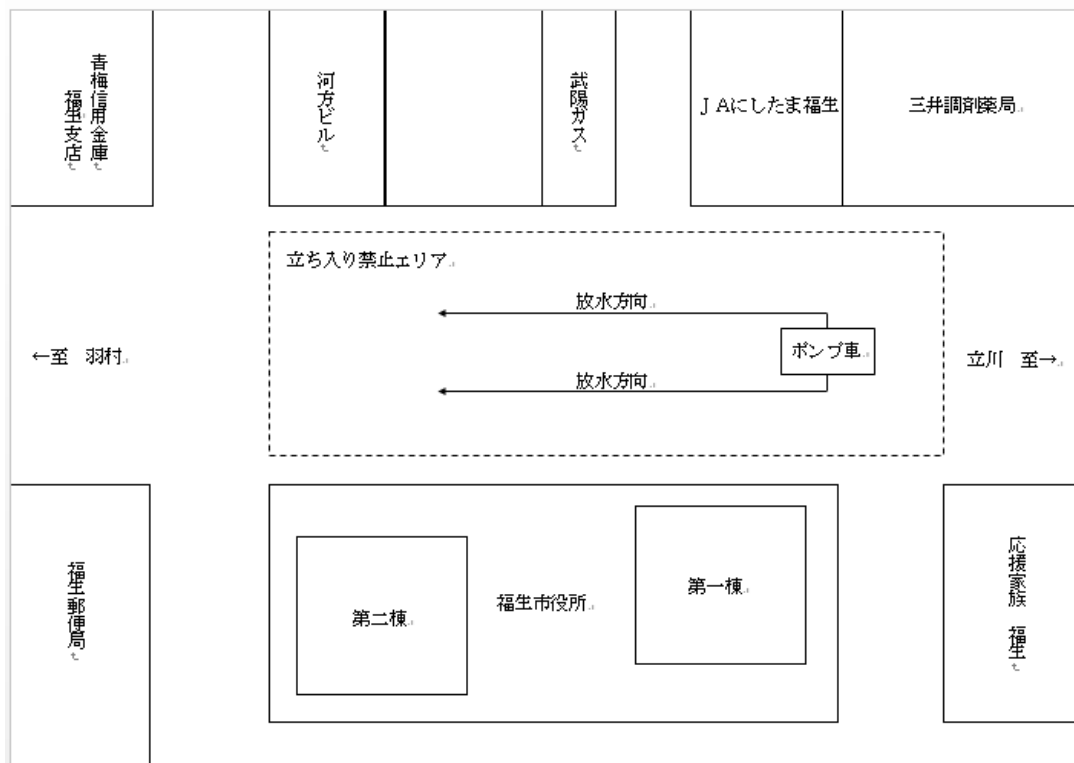 青梅信用金庫
福生支店
河方ビル
武陽ガス
ＪＡにしたま福生
三井調剤薬局
立ち入り禁止エリア
放水方向
ポンプ車
放水方向
←至　羽村
立川　至→
福生郵便局
第二棟
福生市役所
第一棟
応援家族　福生